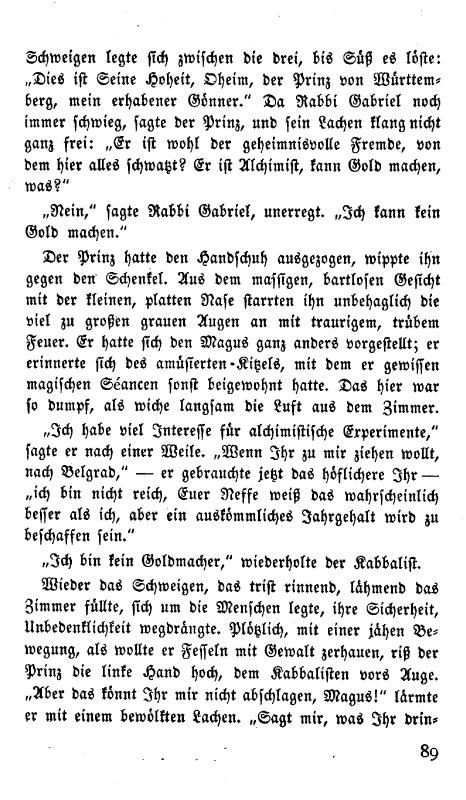 Schweigen legte sich zwischen die drei, bis Süß es löste:
„Dies ist Seine Hoheit, Oheim, der Prinz von Württem-
berg, mein erhabener Gönner.“ Da Rabbi Gabriel noch
immer schwieg, sagte der Prinz, und sein Lachen klang nicht
ganz frei: „Er ist wohl der geheimnisvolle Fremde, von
dem hier alles schwatzt? Er ist Alchimist, kann Gold machen,
was?“
„Nein,“ sagte Rabbi Gabriel, unerregt. „Ich kann kein
Gold machen.“
Der Prinz hatte den Handschuh ausgezogen, wippte ihn
gegen den Schenkel. Aus dem massigen, bartlosen Gesicht
mit der kleinen, platten Nase starrten ihn unbehaglich die
viel zu großen grauen Augen an mit traurigem, trübem
Feuer. Er hatte sich den Magus ganz anders vorgestellt; er
erinnerte sich des amüsierten Kitzels, mit dem er gewissen
magischen Séancen sonst beigewohnt hatte. Das hier war
so dumpf, als wiche langsam die Luft aus dem Zimmer.
„Ich habe viel Interesse für alchimistische Experimente,“
sagte er nach einer Weile. „Wenn Ihr zu mir ziehen wollt,
nach Belgrad,“ — er gebrauchte jetzt das höflichere Ihr —
„ich bin nicht reich, Euer Neffe weiß das wahrscheinlich
besser als ich, aber ein auskömmliches Jahrgehalt wird zu
beschaffen sein.“
„Ich bin kein Goldmacher,“ wiederholte der Kabbalist.
Wieder das Schweigen, das trist rinnend, lähmend das
Zimmer füllte, sich um die Menschen legte, ihre Sicherheit,
Unbedenklichkeit wegdrängte. Plötzlich, mit einer jähen Be-
wegung, als wollte er Fesseln mit Gewalt zerhauen, riß der
Prinz die linke Hand hoch, dem Kabbalisten vors Auge.
„Aber das könnt Ihr mir nicht abschlagen, Magus!“ lärmte
er mit einem bewölkten Lachen. „Sagt mir, was Ihr drin-
89